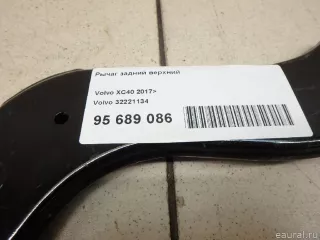 Рычаг задний верхний
Volvo XC40 2017>
Volvo 32221134
95 689 086
eaural.ru